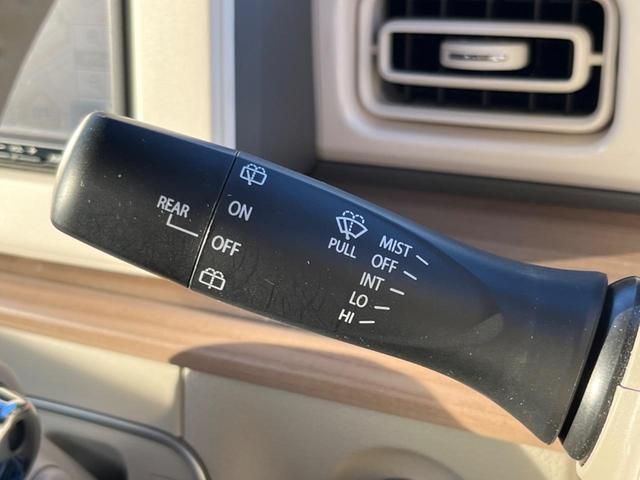 REAR
ON
OFF
PULL
MIST
OFF
INT
LO
HI